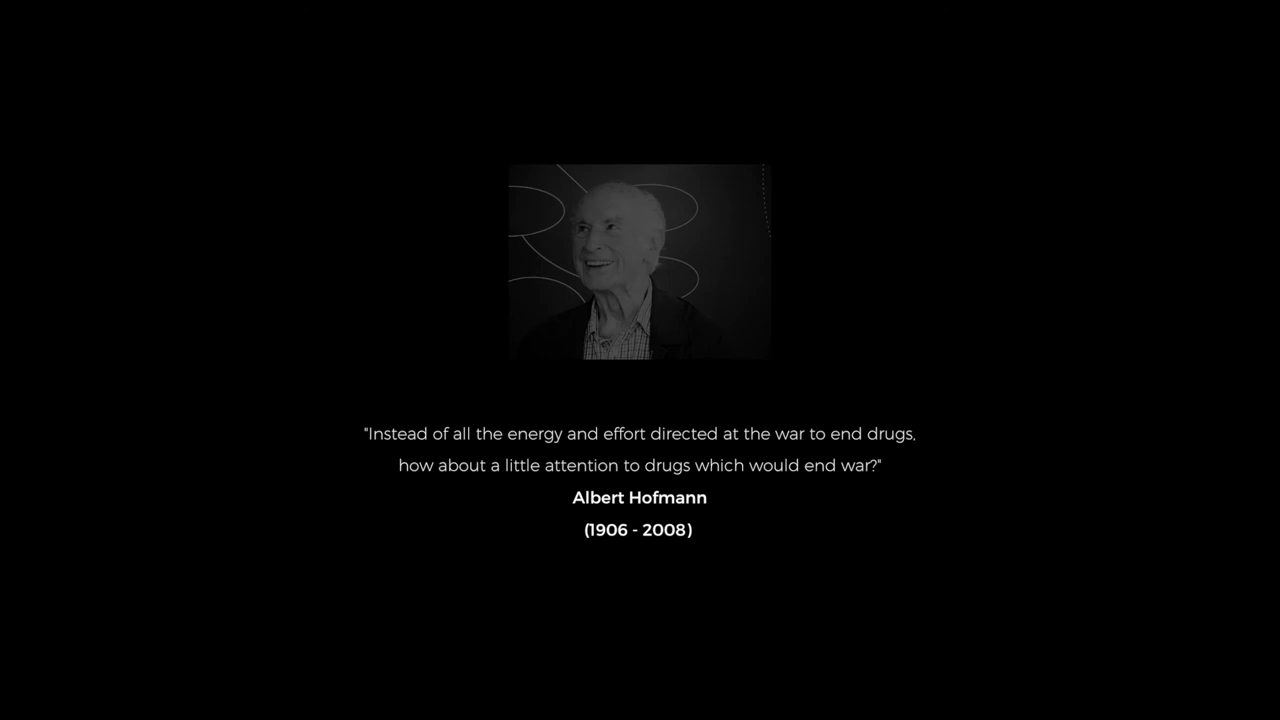 "Instead of all the energy and effort directed at the war to end drugs,
how about a little attention to drugs which would end war?"
Albert Hofmann
(1906 - 2008)